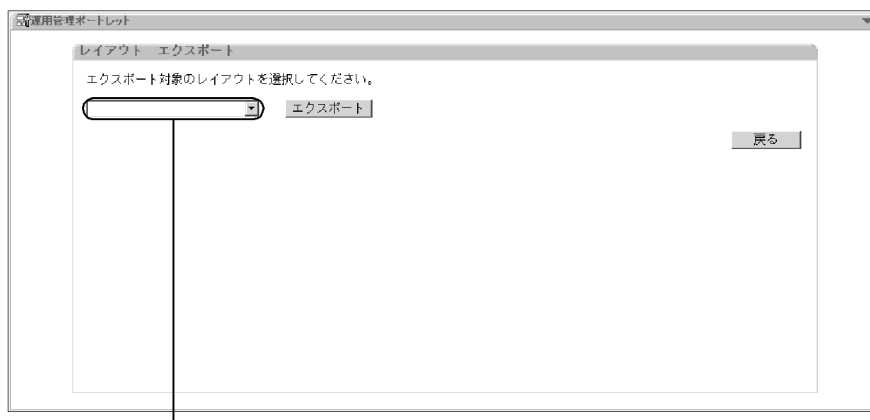 運用管理ポートレット
レイアウト　エクスポート
エクスポート対象のレイアウトを選択してください。
エクスポート
戻る